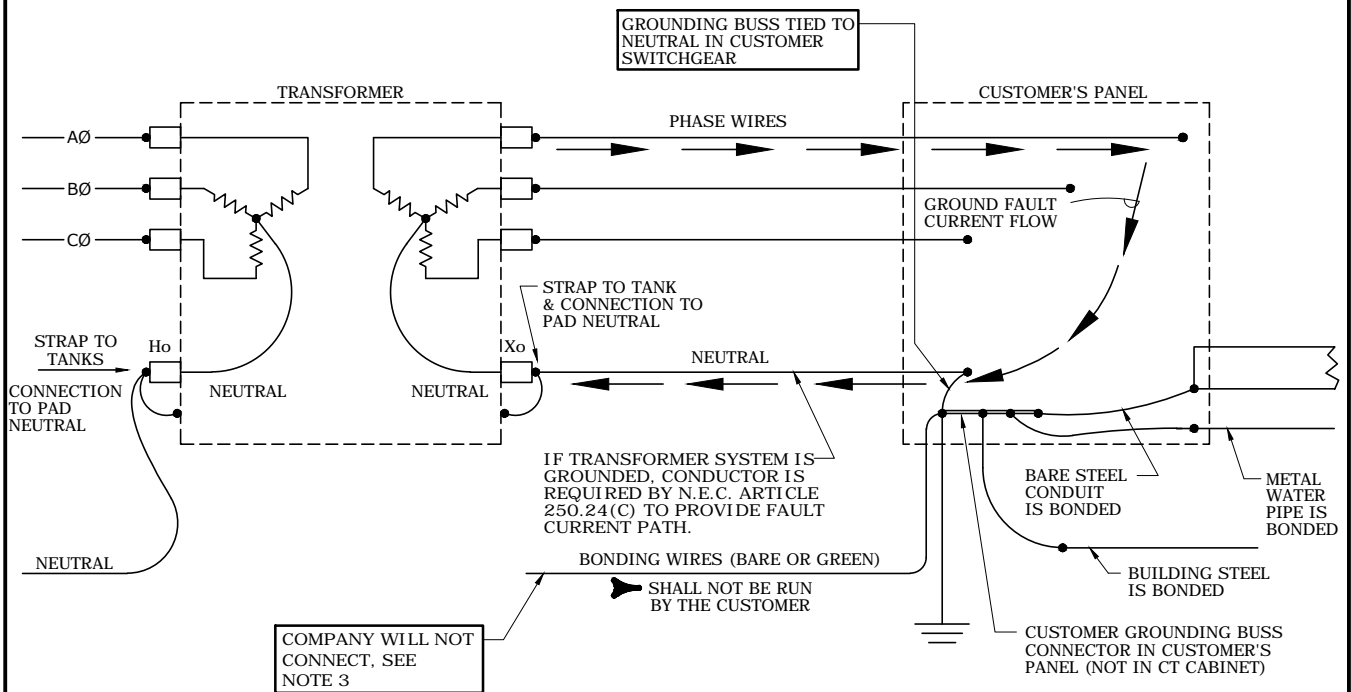 GROUNDING BUSS TIED TO
NEUTRAL IN CUSTOMER
SWITCHGEAR
TRANSFORMER
CUSTOMER'S PANEL
AØ
BØ
CØ
PHASE WIRES
GROUND FAULT
CURRENT FLOW
STRAP TO TANK
& CONNECTION TO
PAD NEUTRAL
STRAP TO
TANKS
Ho
Xo
CONNECTION
TO PAD
NEUTRAL
NEUTRAL
NEUTRAL
NEUTRAL
IF TRANSFORMER SYSTEM IS
GROUNDED, CONDUCTOR IS
REQUIRED BY N.E.C. ARTICLE
250.24(C) TO PROVIDE FAULT
CURRENT PATH.
BARE STEEL
CONDUIT
IS BONDED
METAL
WATER
PIPE IS
BONDED
NEUTRAL
BONDING WIRES (BARE OR GREEN)
SHALL NOT BE RUN
BY THE CUSTOMER
BUILDING STEEL
IS BONDED
COMPANY WILL NOT
CONNECT, SEE
NOTE 3
CUSTOMER GROUNDING BUSS
CONNECTOR IN CUSTOMER'S
PANEL (NOT IN CT CABINET)